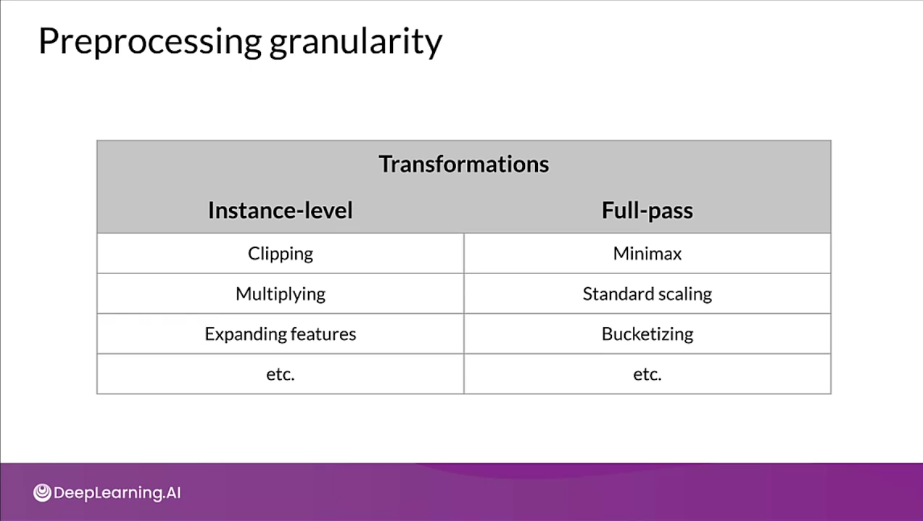 Preprocessing granularity
Transformations
Instance-level Full-pass
Clipping Minimax
Multiplying Standard scaling
Expanding features Bucketizing
etc. etc.
DeepLearning.AI